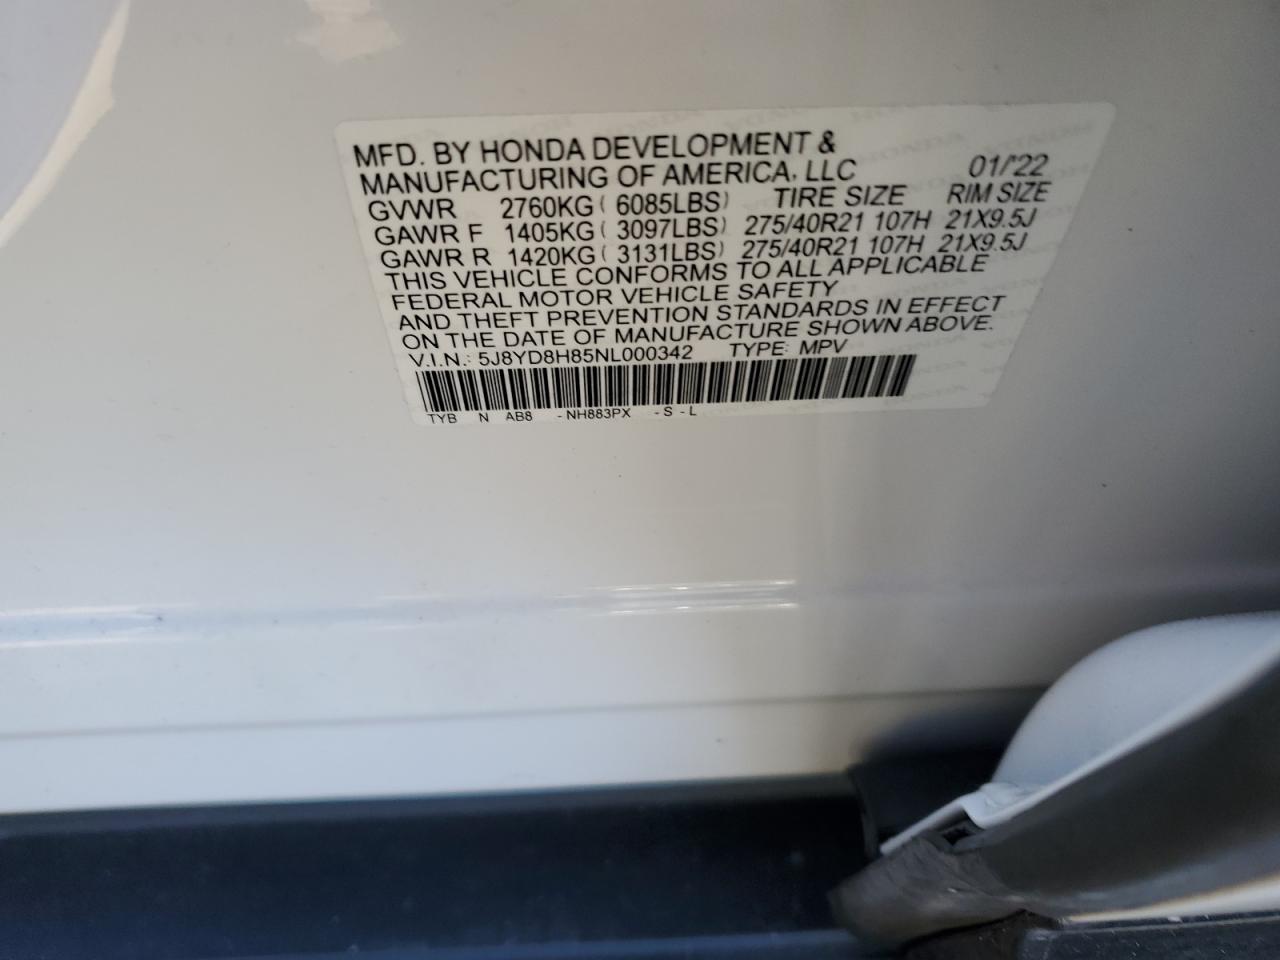 MFD. BY HONDA DEVELOPMENT &
MANUFACTURING OF AMERICA, LLC 01/'22
GVWR 2760KG ( 6085LBS) TIRE SIZE RIM SIZE
GAWR F 1405KG ( 3097LBS) 275/40R21 107H 21X9.5J
GAWR R 1420KG ( 3131LBS) 275/40R21 107H 21X9.5J
THIS VEHICLE CONFORMS TO ALL APPLICABLE
FEDERAL MOTOR VEHICLE SAFETY
AND THEFT PREVENTION STANDARDS IN EFFECT
ON THE DATE OF MANUFACTURE SHOWN ABOVE.
V.I.N.: 5J8YD8H85NL000342 TYPE: MPV
TYB N AB8 - NH883PX - S - L